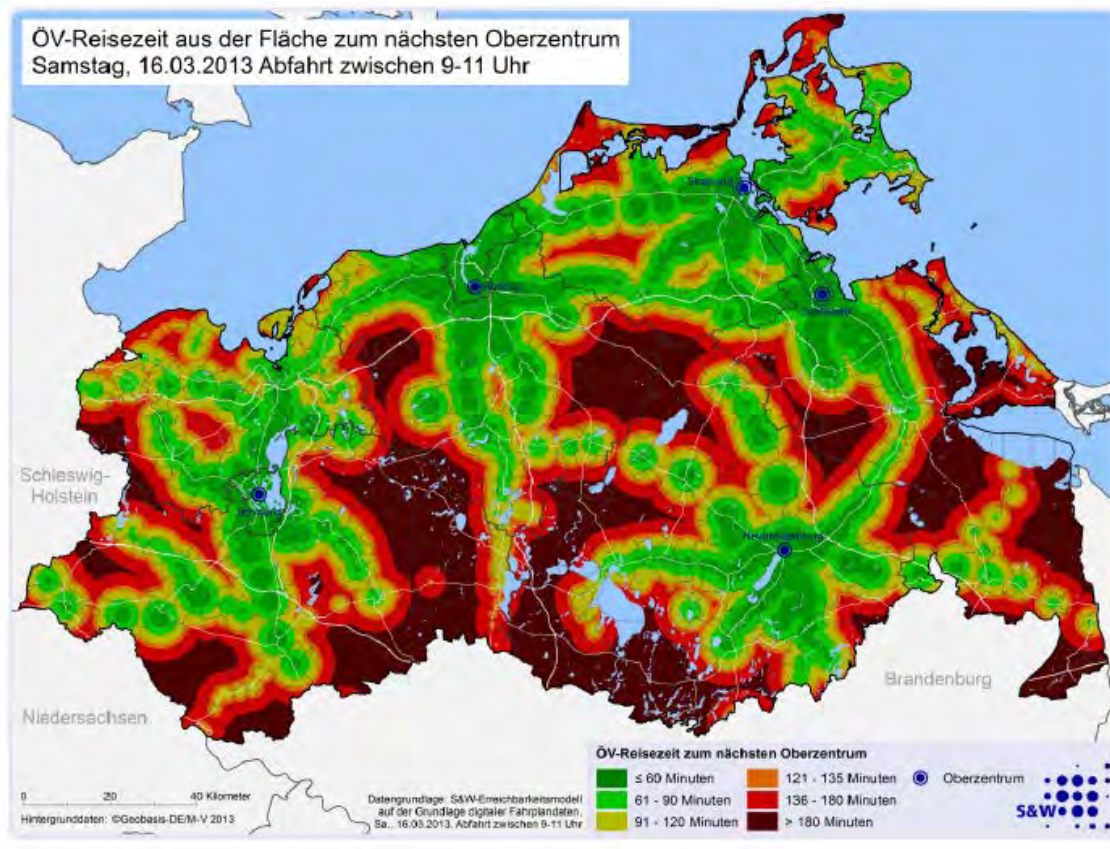 ÖV-Reisezeit aus der Fläche zum nächsten Oberzentrum
Samstag, 16.03.2013 Abfahrt zwischen 9-11 Uhr
Stralsund
Neubrandenburg
Schleswig-
Holstein
Brandenburg
Niedersachsen
ÖV-Reisezeit zum nächsten Oberzentrum
≤ 60 Minuten
61 - 90 Minuten
91 - 120 Minuten
121 - 135 Minuten
136 - 180 Minuten
> 180 Minuten
Oberzentrum
S&W
0 20 40 Kilometer
Hintergrunddaten: ©Geobasis-DE/M-V 2013
Datengrundlage: S&W-Erreichbarkeitsmodell
auf der Grundlage digitaler Fahrplandaten,
Sa., 16.03.2013, Abfahrt zwischen 9-11 Uhr